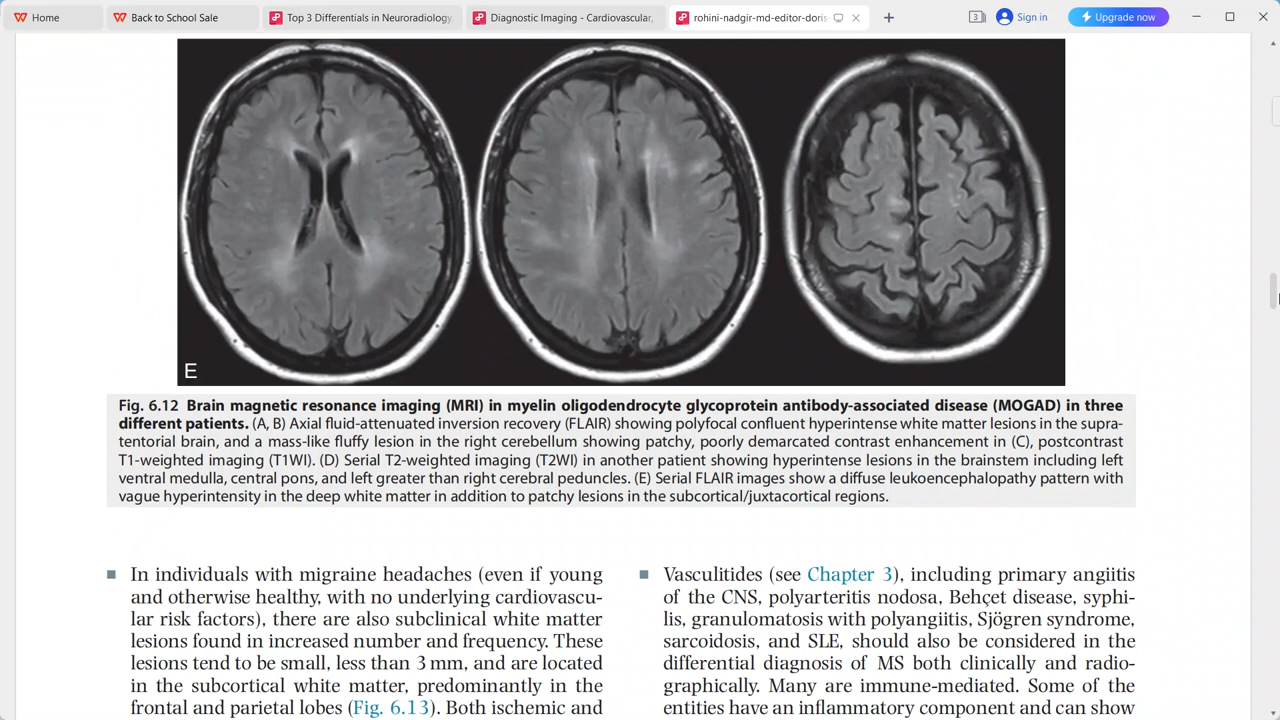 Home
Back to School Sale
Top 3 Differentials in Neuroradiology
Diagnostic Imaging - Cardiovascular,
rohini-nadgir-md-editor-doris
3
Sign in
Upgrade now
E
Fig. 6.12 Brain magnetic resonance imaging (MRI) in myelin oligodendrocyte glycoprotein antibody-associated disease (MOGAD) in three
different patients. (A, B) Axial fluid-attenuated inversion recovery (FLAIR) showing polyfocal confluent hyperintense white matter lesions in the supra-
tentorial brain, and a mass-like fluffy lesion in the right cerebellum showing patchy, poorly demarcated contrast enhancement in (C), postcontrast
T1-weighted imaging (T1WI). (D) Serial T2-weighted imaging (T2WI) in another patient showing hyperintense lesions in the brainstem including left
ventral medulla, central pons, and left greater than right cerebral peduncles. (E) Serial FLAIR images show a diffuse leukoencephalopathy pattern with
vague hyperintensity in the deep white matter in addition to patchy lesions in the subcortical/juxtacortical regions.
In individuals with migraine headaches (even if young
and otherwise healthy, with no underlying cardiovascu-
lar risk factors), there are also subclinical white matter
lesions found in increased number and frequency. These
lesions tend to be small, less than 3 mm, and are located
in the subcortical white matter, predominantly in the
frontal and parietal lobes (Fig. 6.13). Both ischemic and
Vasculitides (see Chapter 3), including primary angiitis
of the CNS, polyarteritis nodosa, Behçet disease, syphi-
lis, granulomatosis with polyangiitis, Sjögren syndrome,
sarcoidosis, and SLE, should also be considered in the
differential diagnosis of MS both clinically and radio-
graphically. Many are immune-mediated. Some of the
entities have an inflammatory component and can show